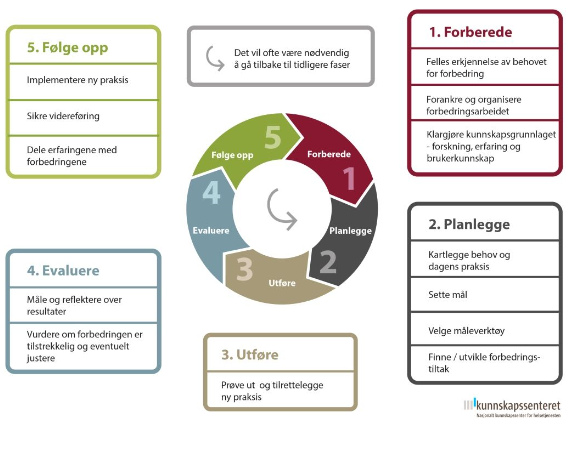 5. Følge opp
Implementere ny praksis
Sikre videreføring
Dele erfaringene med
forbedringene
Det vil ofte være nødvendig
å gå tilbake til tidligere faser
1. Forberede
Felles erkjennelse av behovet
for forbedring
Forankre og organisere
forbedringsarbeidet
Klargjøre kunnskapsgrunnlaget
- forskning, erfaring og
brukerkunnskap
5
Følge opp
Forberede
1
4
Evaluere
Planlegge
2
3
Utføre
2. Planlegge
Kartlegge behov og
dagens praksis
Sette mål
Velge måleverktøy
Finne / utvikle forbedrings-
tiltak
4. Evaluere
Måle og reflektere over
resultater
Vurdere om forbedringen er
tilstrekkelig og eventuelt
justere
3. Utføre
Prøve ut og tilrettelegge
ny praksis
kunnskapssenteret
Nasjonalt kunnskapssenter for helsetjenesten